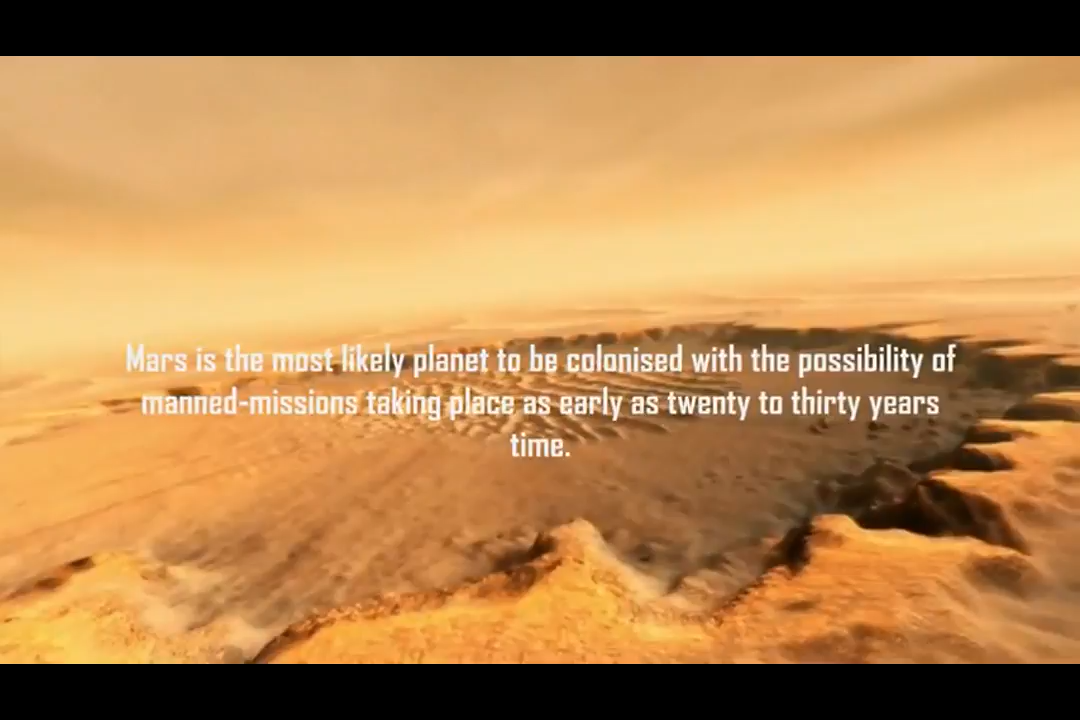 Mars is the most likely planet to be colonised with the possibility of
manned-missions taking place as early as twenty to thirty years
time.